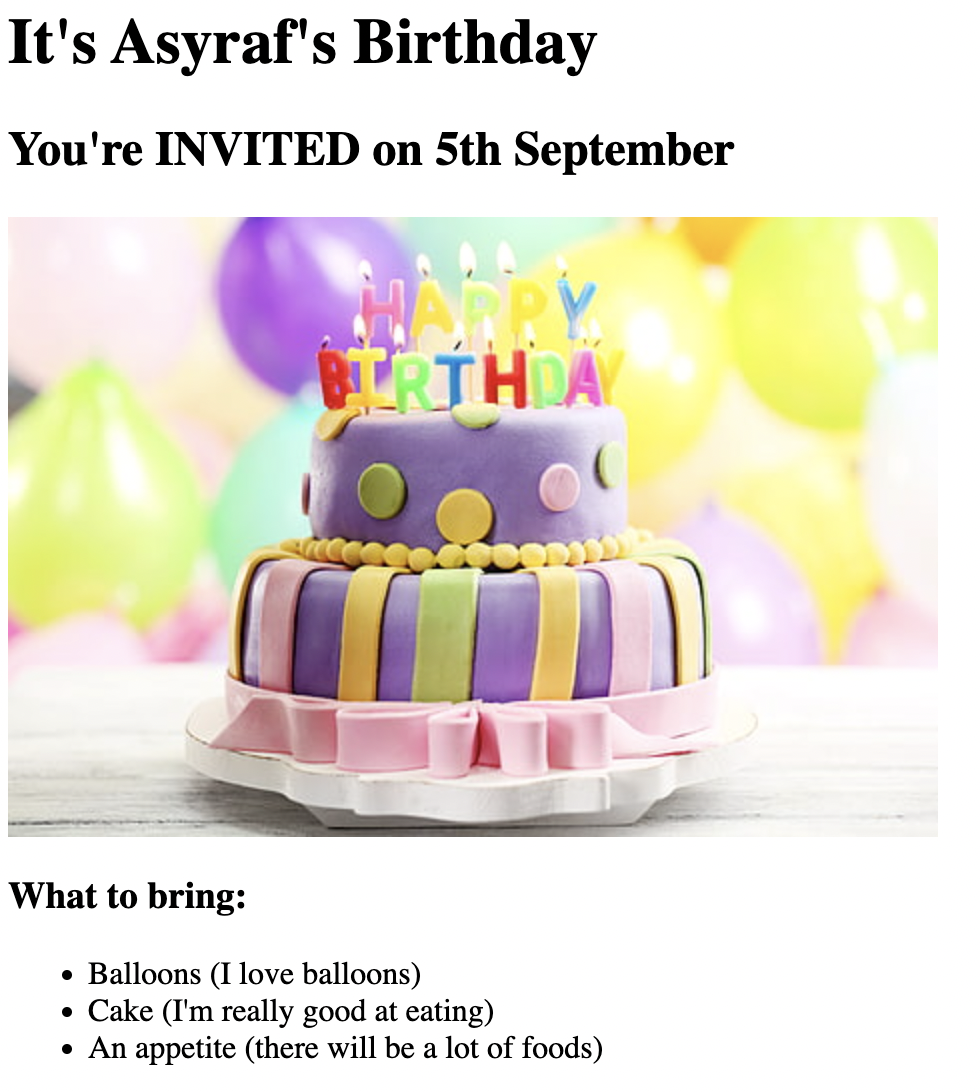 It's Asyraf's Birthday
You're INVITED on 5th September
HAPPY
BIRTHDAY
What to bring:
• Balloons (I love balloons)
• Cake (I'm really good at eating)
• An appetite (there will be a lot of foods)